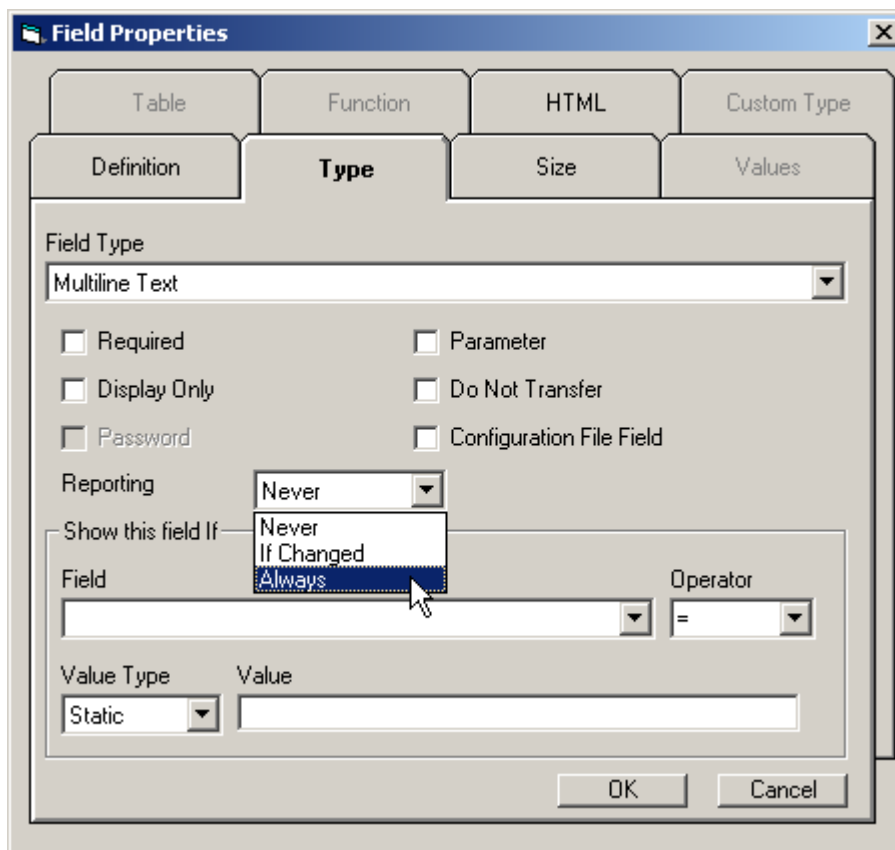 Field Properties
Table Function HTML Custom Type
Definition Type Size Values
Field Type
Multiline Text
Required Parameter
Display Only Do Not Transfer
Password Configuration File Field
Reporting Never
Never
Show this field If
If Changed
Always
Field Operator
=
Value Type Value
Static
OK Cancel